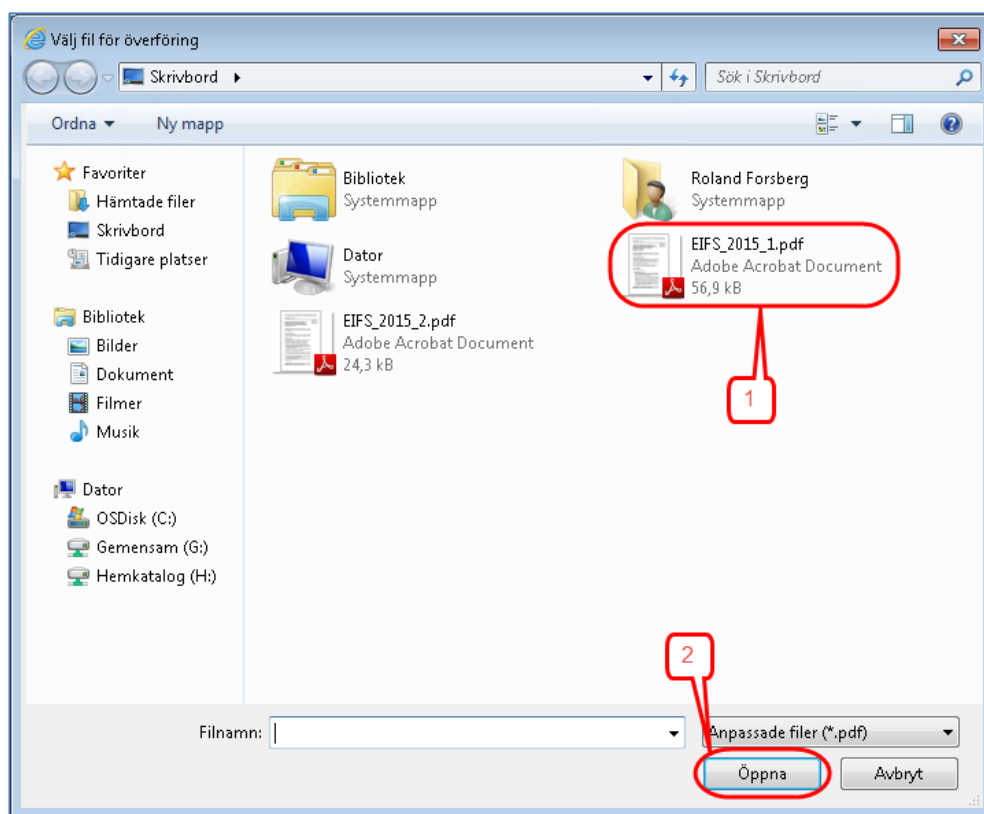 Välj fil för överföring
Skrivbord
Sök i Skrivbord
Ordna
Ny mapp
Favoriter
Hämtade filer
Skrivbord
Tidigare platser
Bibliotek
Bilder
Dokument
Filmer
Musik
Dator
OSDisk (C:)
Gemensam (G:)
Hemkatalog (H:)
Bibliotek
Systemmapp
Roland Forsberg
Systemmapp
Dator
Systemmapp
EIFS_2015_1.pdf
Adobe Acrobat Document
56,9 kB
EIFS_2015_2.pdf
Adobe Acrobat Document
24,3 kB
1
2
Filnamn:
Anpassade filer (*.pdf)
Öppna
Avbryt